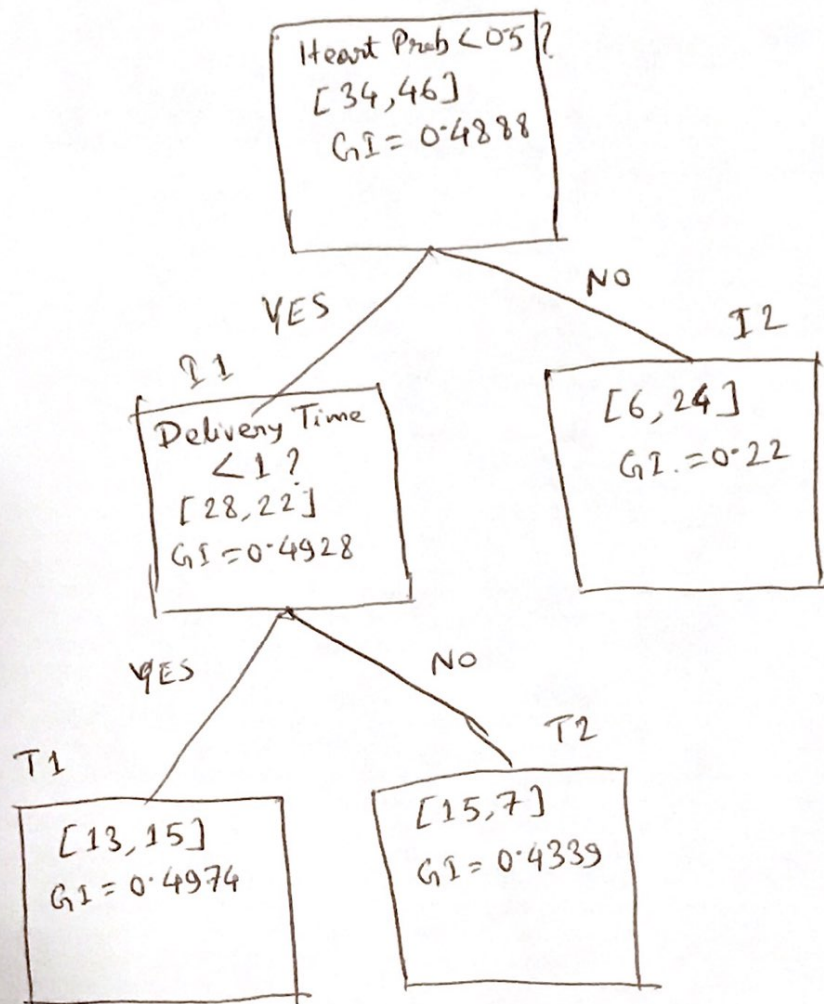 Heart Prob < 0.5?
[34,46]
GI = 0.4888
YES
NO
I1
I2
Delivery Time
< 1?
[28,22]
GI = 0.4928
[6,24]
GI. = 0.22
YES
NO
T1
T2
[13,15]
GI = 0.4974
[15,7]
GI = 0.4339